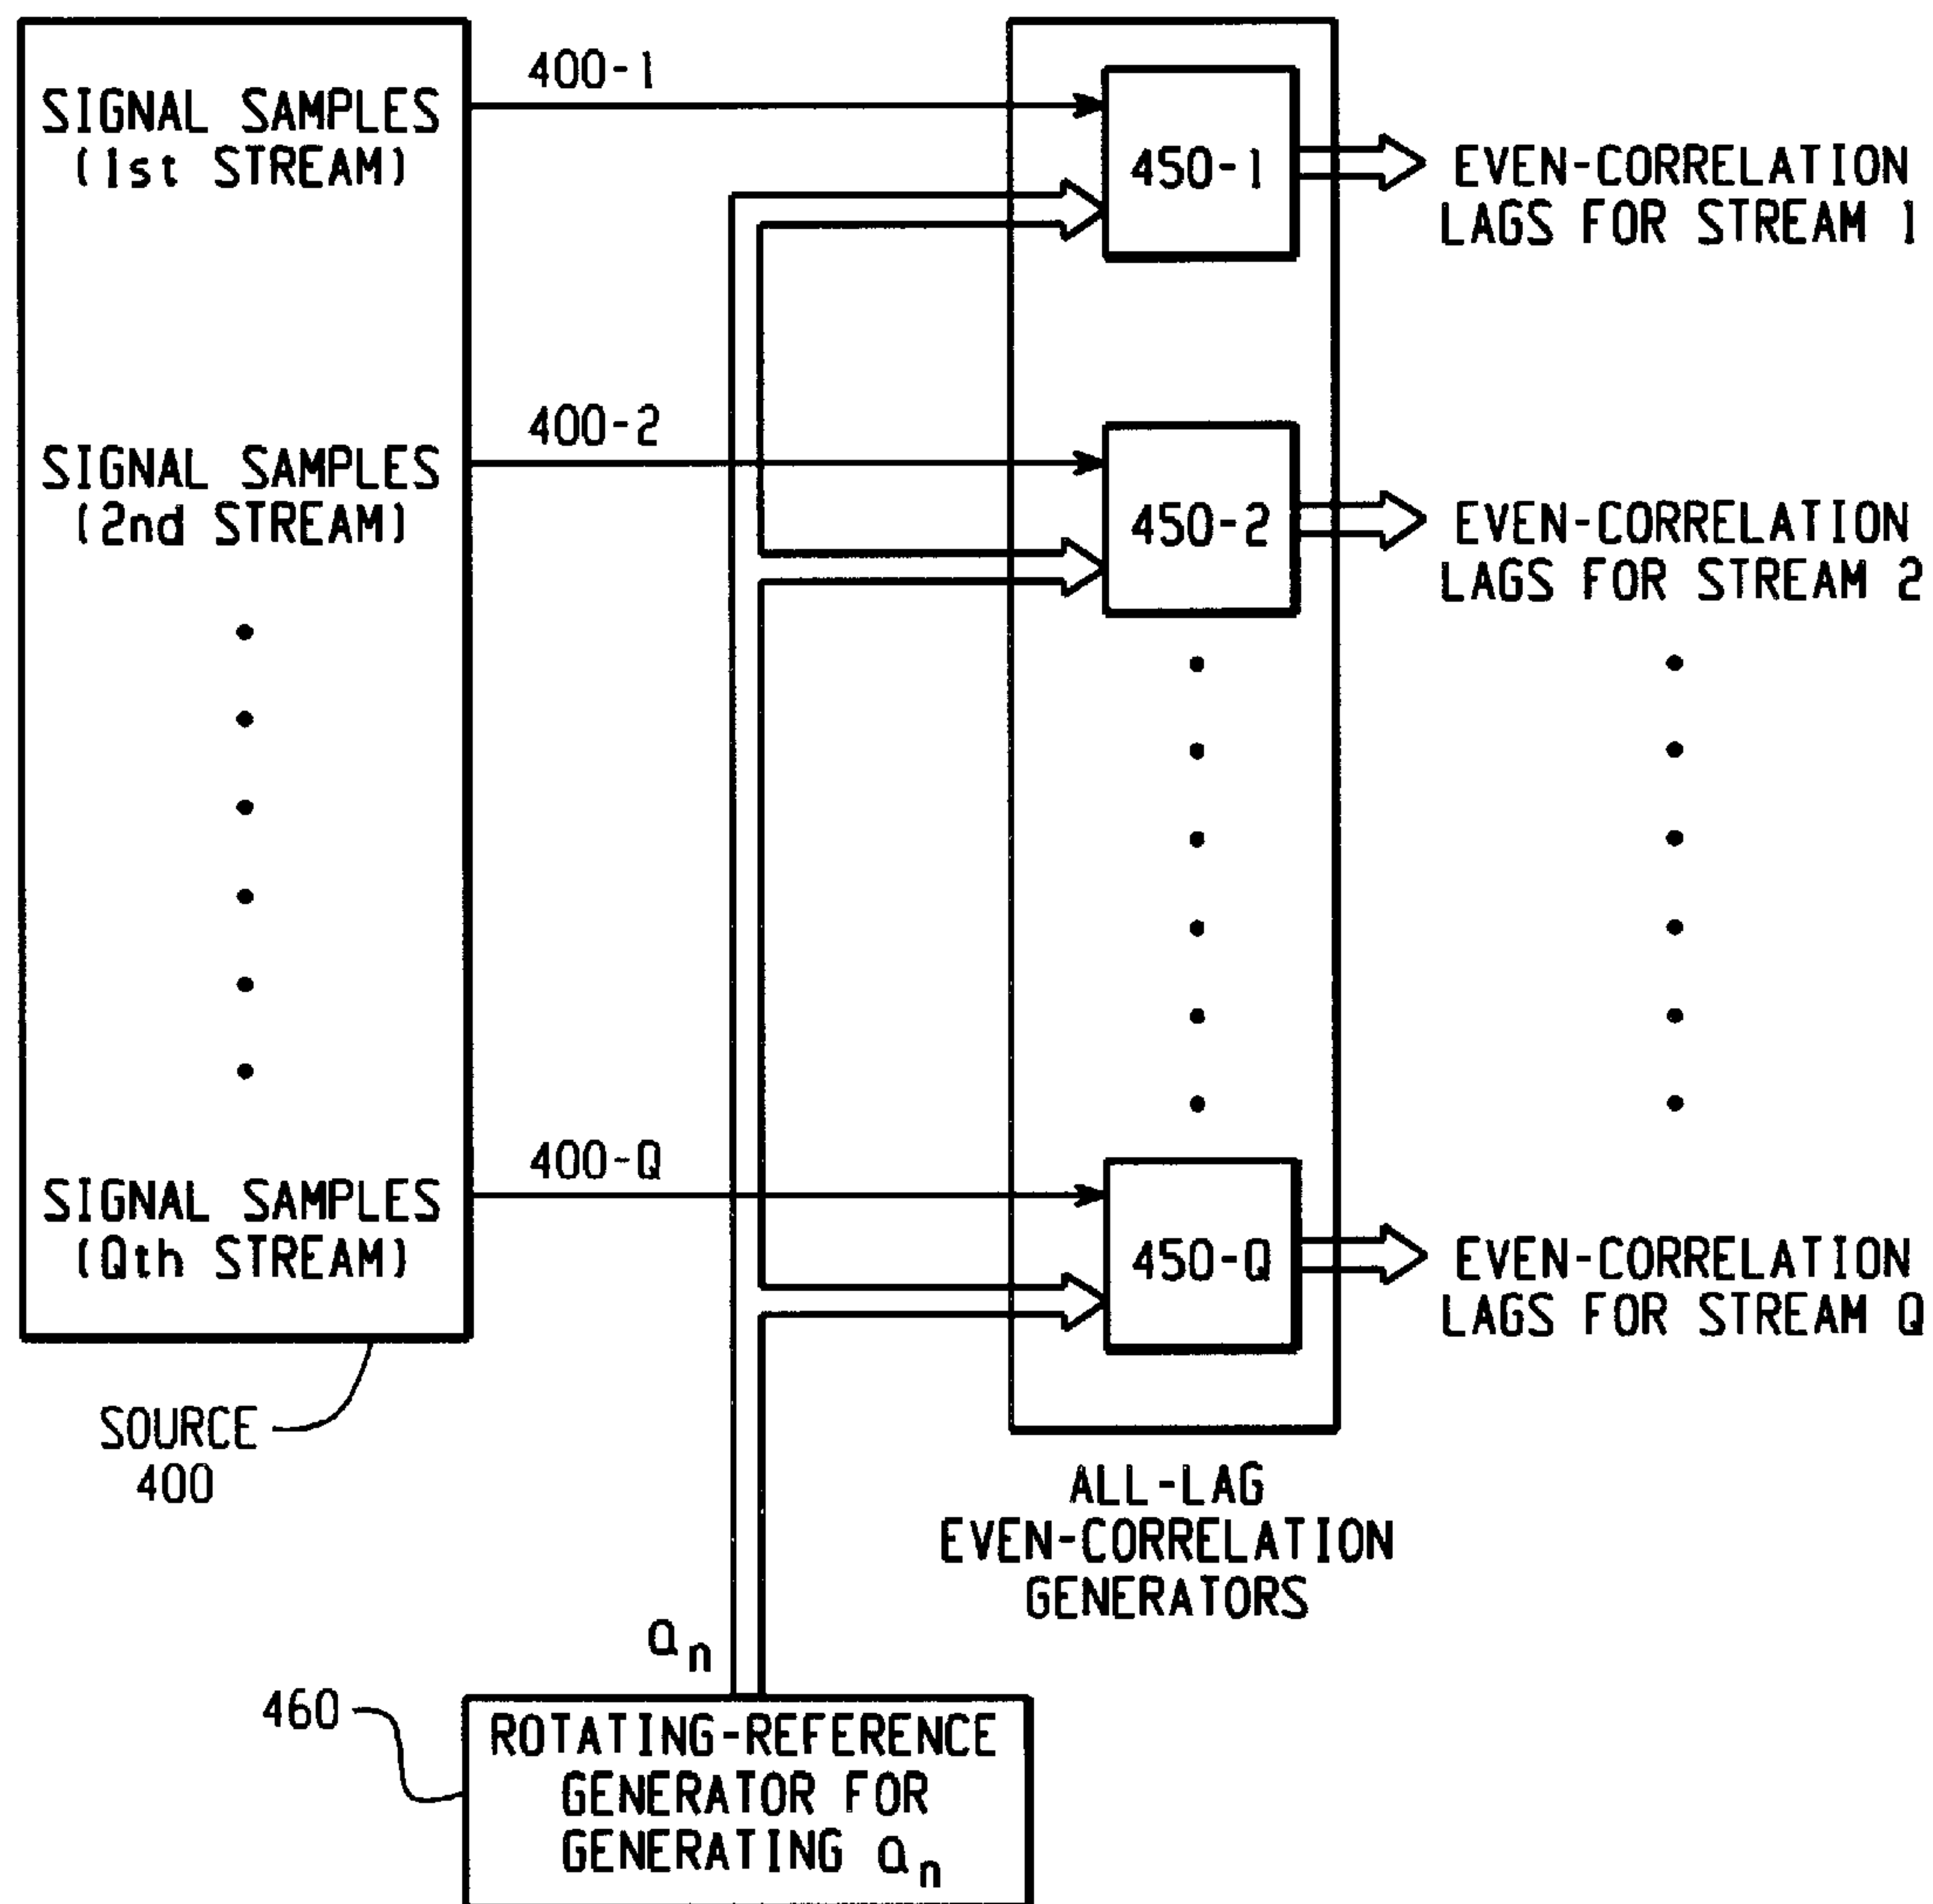 SIGNAL SAMPLES
(1st STREAM)
400-1
450-1
EVEN-CORRELATION
LAGS FOR STREAM 1
SIGNAL SAMPLES
(2nd STREAM)
400-2
450-2
EVEN-CORRELATION
LAGS FOR STREAM 2
SIGNAL SAMPLES
(Qth STREAM)
400-Q
450-Q
EVEN-CORRELATION
LAGS FOR STREAM Q
SOURCE
400
ALL-LAG
EVEN-CORRELATION
GENERATORS
an
460
ROTATING-REFERENCE
GENERATOR FOR
GENERATING an